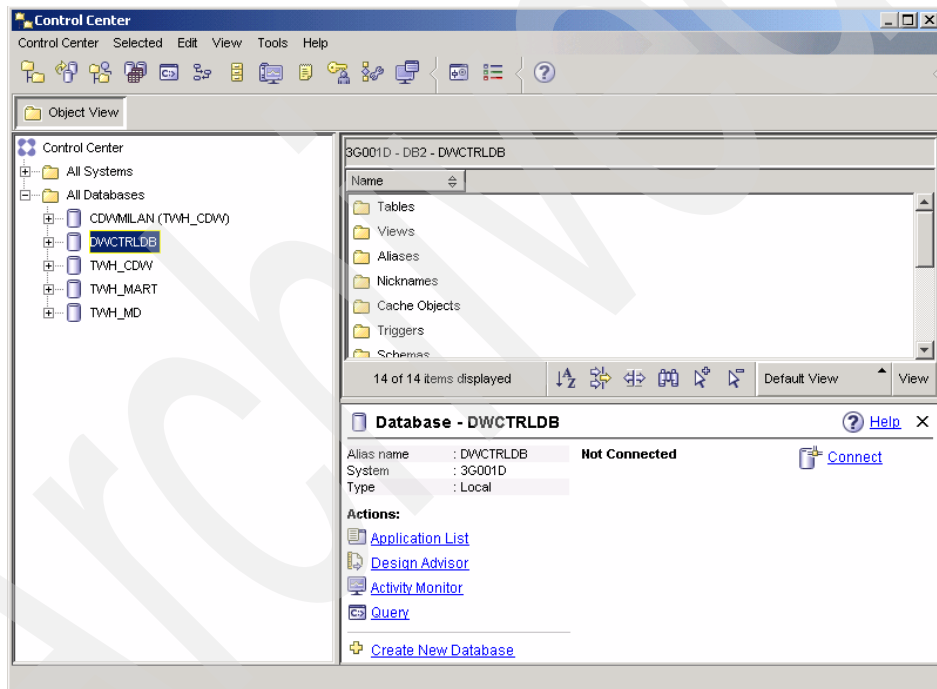 Control Center
Control Center Selected Edit View Tools Help
Object View
Control Center
All Systems
All Databases
CDWMILAN (TWH_CDW)
DWCTRLDB
TWH_CDW
TWH_MART
TWH_MD
3G001D - DB2 - DWCTRLDB
Name
Tables
Views
Aliases
Nicknames
Cache Objects
Triggers
Schemas
14 of 14 items displayed
Default View
View
Database - DWCTRLDB
Help
Alias name : DWCTRLDB
Not Connected
Connect
System : 3G001D
Type : Local
Actions:
Application List
Design Advisor
Activity Monitor
Query
Create New Database